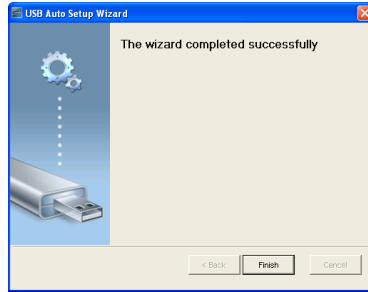 USB Auto Setup Wizard
The wizard completed successfully
< Back
Finish
Cancel